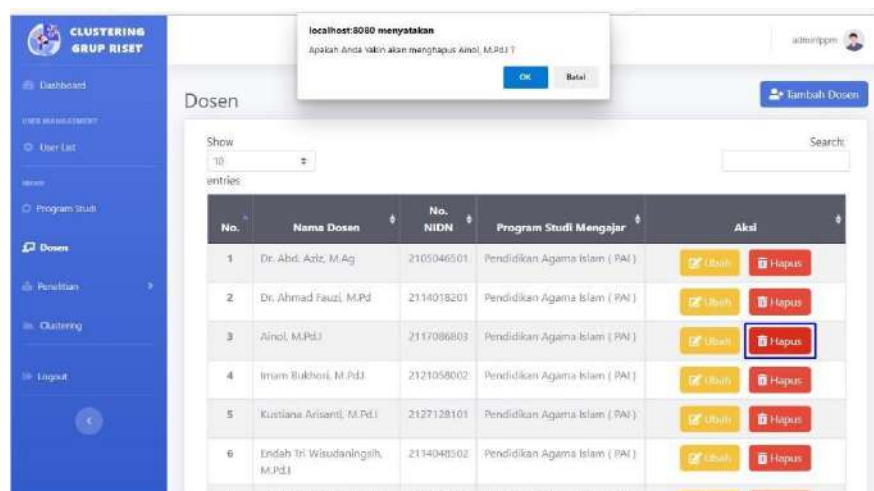 CLUSTERING
GRUP RISET
localhost:8080 menyatakan
Apakah Anda Yakin akan menghapus Ainol, M.Pd.I ?
OK Batal
adminlppm
Dashboard
USER MANAGEMENT
User List
MENU
Program Studi
Dosen
Penelitian
Clustering
Logout
Dosen
Tambah Dosen
Show
10
entries
Search:
No. Nama Dosen No. NIDN Program Studi Mengajar Aksi
1 Dr. Abd. Aziz, M.Ag 2105046501 Pendidikan Agama Islam ( PAI ) Ubah Hapus
2 Dr. Ahmad Fauzi, M.Pd 2114018201 Pendidikan Agama Islam ( PAI ) Ubah Hapus
3 Ainol, M.Pd.I 2117086803 Pendidikan Agama Islam ( PAI ) Ubah Hapus
4 Imam Bukhori, M.Pd.I 2121058002 Pendidikan Agama Islam ( PAI ) Ubah Hapus
5 Kustiana Arisanti, M.Pd.I 2127128101 Pendidikan Agama Islam ( PAI ) Ubah Hapus
6 Endah Tri Wisudaningsih, 2114048502 Pendidikan Agama Islam ( PAI ) Ubah Hapus
M.Pd.I